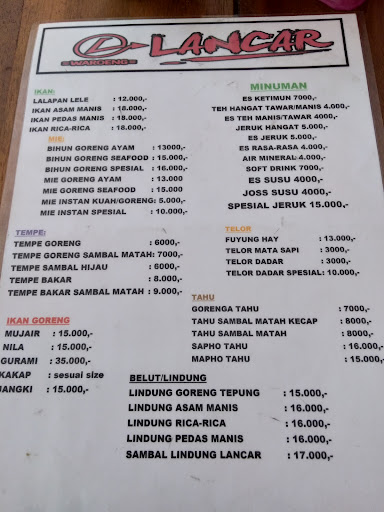 LANCAR
=WAROENG=
IKAN:
LALAPAN LELE : 12.000,-
IKAN ASAM MANIS : 18.000,-
IKAN PEDAS MANIS : 18.000,-
IKAN RICA-RICA : 18.000,-
MIE:
BIHUN GORENG AYAM : 13000,-
BIHUN GORENG SEAFOOD : 15.000,-
BIHUN GORENG SPESIAL : 16.000,-
MIE GORENG AYAM : 13.000
MIE GORENG SEAFOOD : 15.000
MIE INSTAN KUAH/GORENG: 5.000,-
MIE INSTAN SPESIAL : 10.000,-
TEMPE:
TEMPE GORENG : 6000,-
TEMPE GORENG SAMBAL MATAH: 7000,-
TEMPE SAMBAL HIJAU : 6000,-
TEMPE BAKAR : 8.000,-
TEMPE BAKAR SAMBAL MATAH : 9.000,-
IKAN GORENG
MUJAIR : 15.000,-
NILA : 15.000,-
GURAMI : 35.000,-
KAKAP : sesuai size
JANGKI : 15.000,-
MINUMAN
ES KETIMUN 7000,-
TEH HANGAT TAWAR/MANIS 4.000,-
ES TEH MANIS/TAWAR 4000,-
JERUK HANGAT 5.000,-
ES JERUK 5.000,-
ES RASA-RASA 4.000,-
AIR MINERAL 4.000,-
SOFT DRINK 7000,-
ES SUSU 4000,-
JOSS SUSU 4000,-
SPESIAL JERUK 15.000,-
TELOR
FUYUNG HAY : 13.000,-
TELOR MATA SAPI : 3000,-
TELOR DADAR : 3000,-
TELOR DADAR SPESIAL: 10.000,-
TAHU
GORENGA TAHU : 7000,-
TAHU SAMBAL MATAH KECAP : 8000,-
TAHU SAMBAL MATAH : 8000,-
SAPHO TAHU : 16.000,-
MAPHO TAHU : 15.000,-
BELUT/LINDUNG
LINDUNG GORENG TEPUNG : 15.000,-
LINDUNG ASAM MANIS : 16.000,-
LINDUNG RICA-RICA : 16.000,-
LINDUNG PEDAS MANIS : 16.000,-
SAMBAL LINDUNG LANCAR : 17.000,-